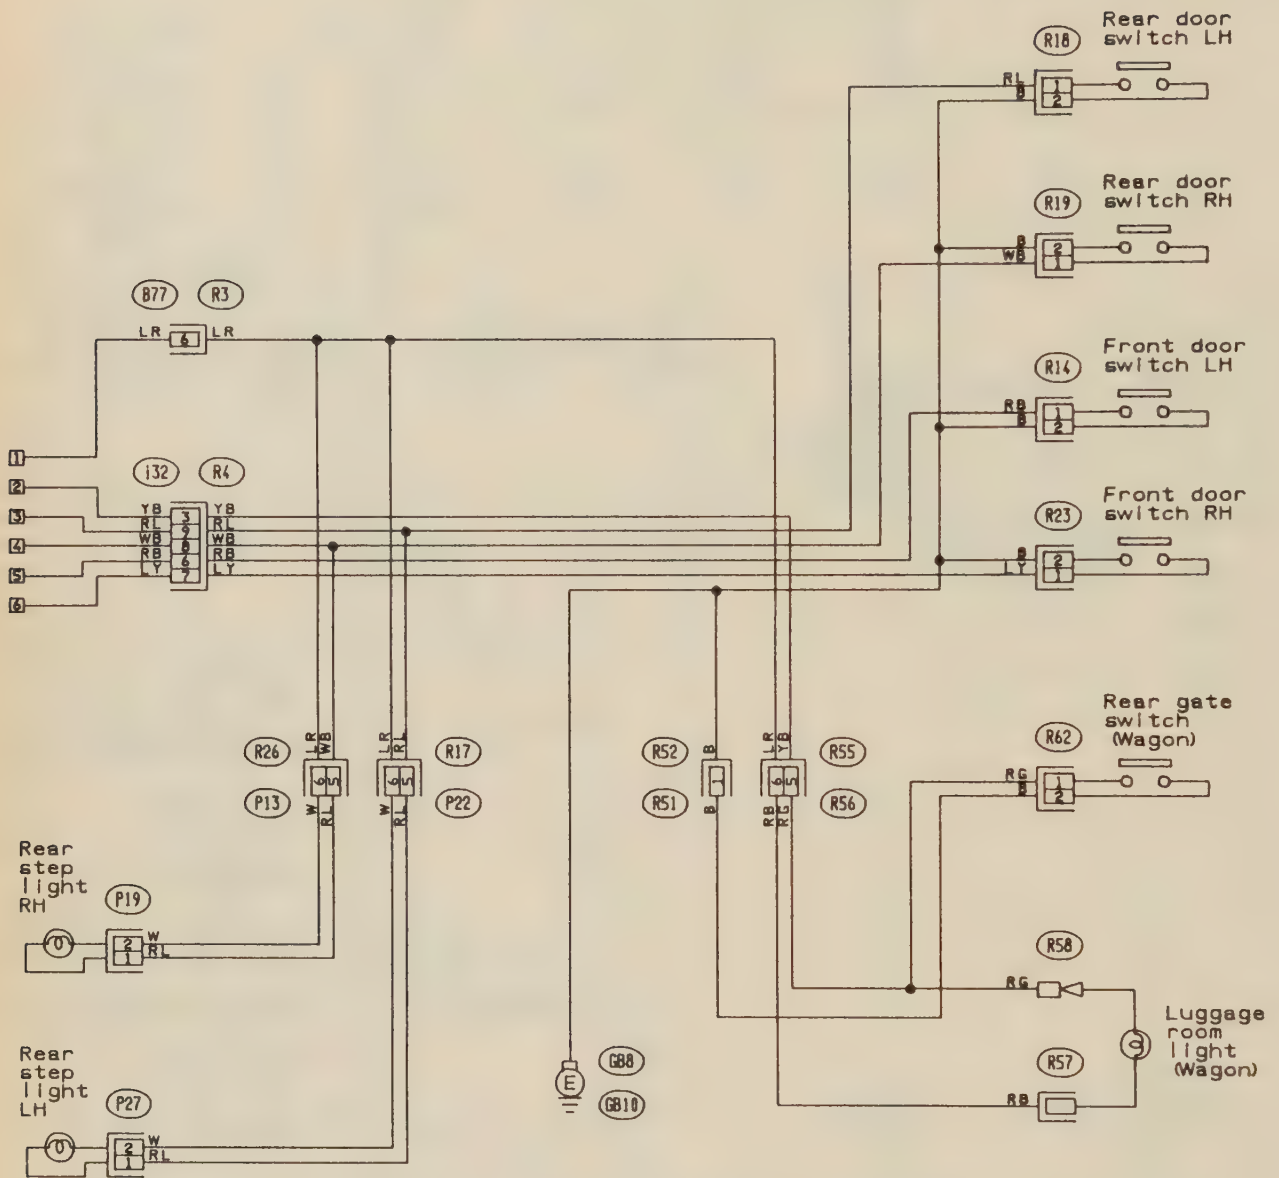 Rear door
switch LH
R18
RL
B
1
2
Rear door
switch RH
R19
B
WB
2
1
B77
R3
LR
6
LR
Front door
switch LH
R14
RB
B
1
2
1
2
3
4
5
6
i32
R4
YB
RL
WB
RB
LY
3
9
8
6
7
YB
RL
WB
RB
LY
Front door
switch RH
R23
B
LY
2
1
R26
LR
WB
6
5
P13
W
RL
LR
RL
R17
6
5
P22
W
RL
R52
B
1
R51
B
LR
YB
R55
6
5
R56
RB
RG
Rear gate
switch
(Wagon)
R62
RG
B
1
2
Rear
step
light
RH
P19
2
1
W
RL
R58
RG
Luggage
room
light
(Wagon)
R57
RB
Rear
step
light
LH
P27
2
1
W
RL
E
GB8
GB10